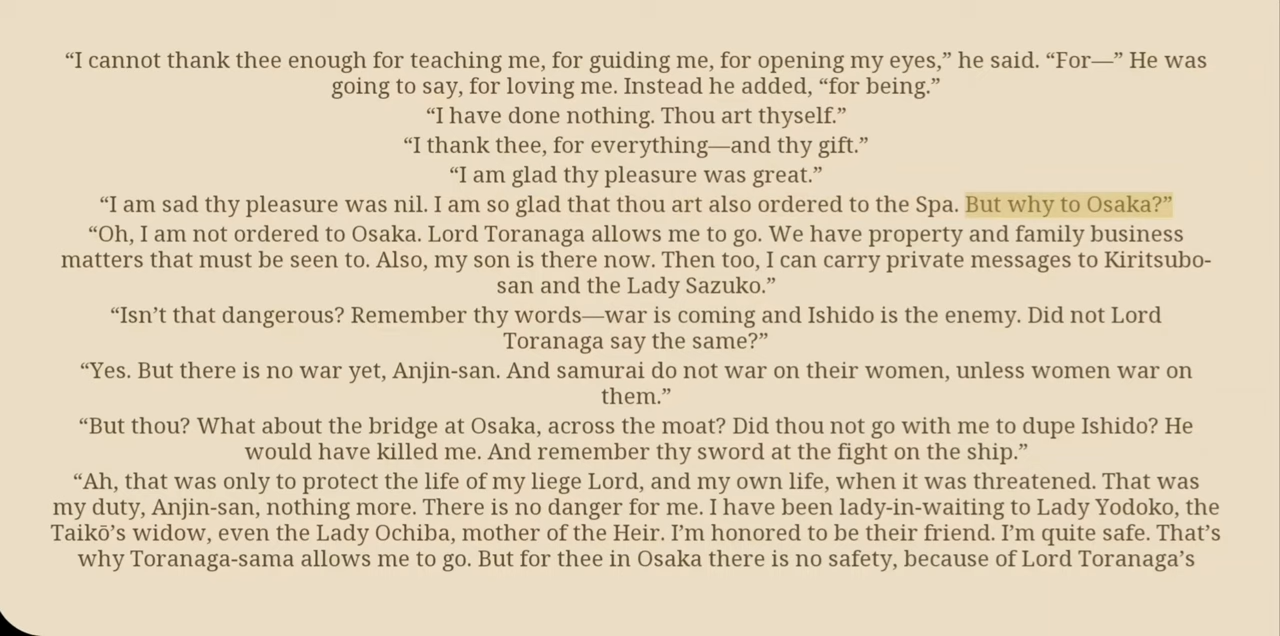 “I cannot thank thee enough for teaching me, for guiding me, for opening my eyes,” he said. “For—” He was
going to say, for loving me. Instead he added, “for being.”
“I have done nothing. Thou art thyself.”
“I thank thee, for everything—and thy gift.”
“I am glad thy pleasure was great.”
“I am sad thy pleasure was nil. I am so glad that thou art also ordered to the Spa. But why to Osaka?”
“Oh, I am not ordered to Osaka. Lord Toranaga allows me to go. We have property and family business
matters that must be seen to. Also, my son is there now. Then too, I can carry private messages to Kiritsubo-
san and the Lady Sazuko.”
“Isn’t that dangerous? Remember thy words—war is coming and Ishido is the enemy. Did not Lord
Toranaga say the same?”
“Yes. But there is no war yet, Anjin-san. And samurai do not war on their women, unless women war on
them.”
“But thou? What about the bridge at Osaka, across the moat? Did thou not go with me to dupe Ishido? He
would have killed me. And remember thy sword at the fight on the ship.”
“Ah, that was only to protect the life of my liege Lord, and my own life, when it was threatened. That was
my duty, Anjin-san, nothing more. There is no danger for me. I have been lady-in-waiting to Lady Yodoko, the
Taikō’s widow, even the Lady Ochiba, mother of the Heir. I’m honored to be their friend. I’m quite safe. That’s
why Toranaga-sama allows me to go. But for thee in Osaka there is no safety, because of Lord Toranaga’s